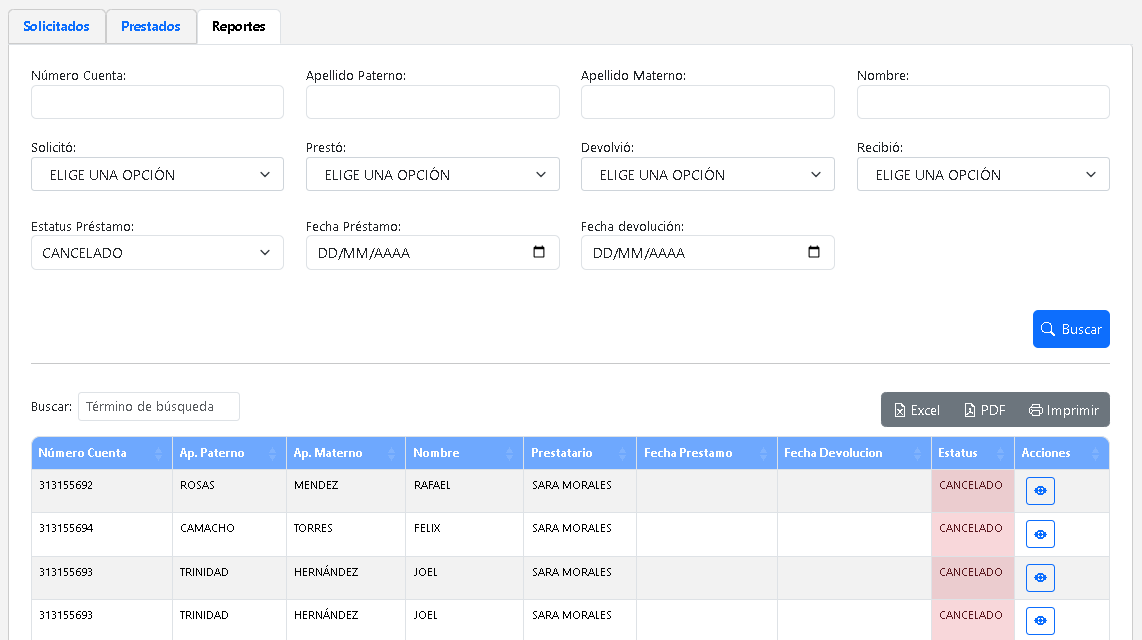 Solicitados Prestados Reportes
Número Cuenta: Apellido Paterno: Apellido Materno: Nombre:
Solicitó: Prestó: Devolvió: Recibió:
ELIGE UNA OPCIÓN ELIGE UNA OPCIÓN ELIGE UNA OPCIÓN ELIGE UNA OPCIÓN
Estatus Préstamo: Fecha Préstamo: Fecha devolución:
CANCELADO DD/MM/AAAA DD/MM/AAAA
Buscar
Buscar: Término de búsqueda Excel PDF Imprimir
Número Cuenta Ap. Paterno Ap. Materno Nombre Prestatario Fecha Prestamo Fecha Devolucion Estatus Acciones
313155692 ROSAS MENDEZ RAFAEL SARA MORALES CANCELADO
313155694 CAMACHO TORRES FELIX SARA MORALES CANCELADO
313155693 TRINIDAD HERNÁNDEZ JOEL SARA MORALES CANCELADO
313155693 TRINIDAD HERNÁNDEZ JOEL SARA MORALES CANCELADO